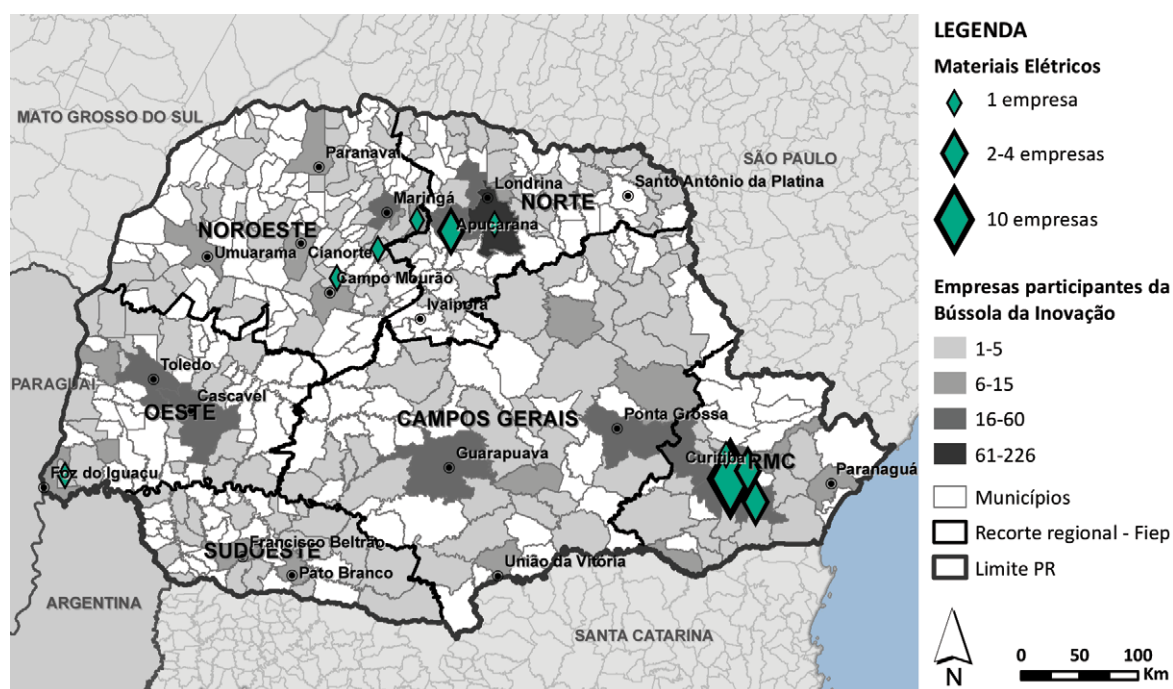 MATO GROSSO DO SUL
SÃO PAULO
Paranavaí
Londrina
Santo Antônio da Platina
Maringá
NORTE
Apucarana
NOROESTE
Umuarama
Cianorte
Campo Mourão
Ivaiporã
PARAGUAI
Toledo
Cascavel
OESTE
CAMPOS GERAIS
Ponta Grossa
Guarapuava
Curitiba
RMC
Paranaguá
Foz do Iguaçu
Francisco Beltrão
SUDOESTE
Pato Branco
União da Vitória
ARGENTINA
SANTA CATARINA
LEGENDA
Materiais Elétricos
1 empresa
2-4 empresas
10 empresas
Empresas participantes da
Bússola da Inovação
1-5
6-15
16-60
61-226
Municípios
Recorte regional - Fiep
Limite PR
N
0 50 100
Km